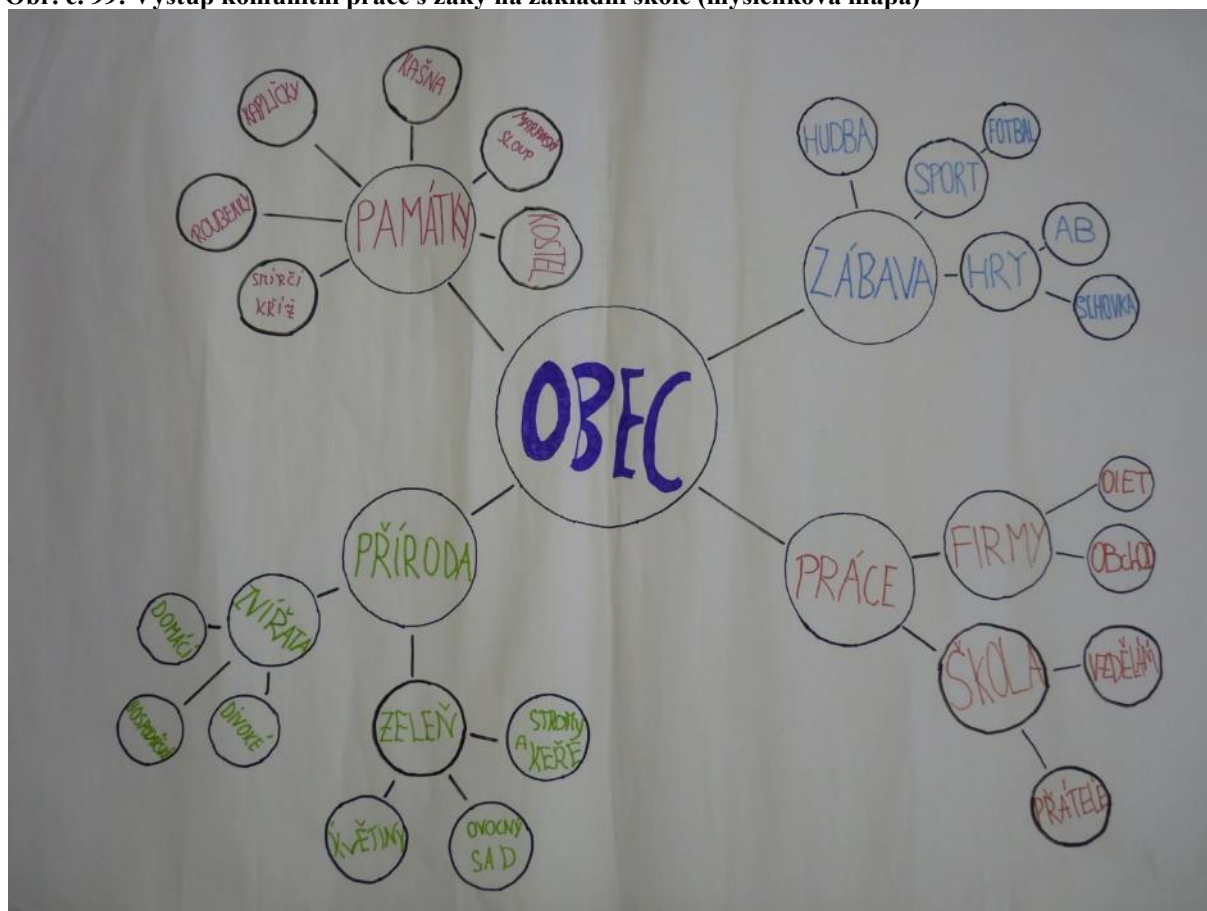 Obr. č. 99: Výstup komunitní práce s žáky na základní škole (myšlenková mapa)
KAŠNA
KAPLIČKY
SLOUP
ROUBENKY
PAMÁTKY
KOSTEL
SMÍRČÍ
KŘÍŽ
HUDBA
SPORT
FOTBAL
ZÁBAVA
HRY
AB
SCHOVKA
OBEC
PŘÍRODA
ZVÍŘATA
DOMÁCÍ
DIVOKÉ
ZELEŇ
STROMY
A KEŘE
KVĚTINY
OVOCNÝ
SAD
PRÁCE
FIRMY
OBchOD
ŠKOLA
VZDĚLÁNÍ
PŘÁTELÉ